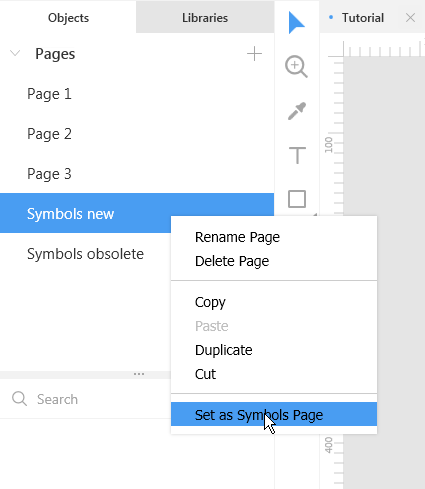 Objects
Libraries
Tutorial
Pages
Page 1
Page 2
Page 3
Symbols new
Symbols obsolete
Rename Page
Delete Page
Copy
Paste
Duplicate
Cut
Set as Symbols Page
Search
100
400